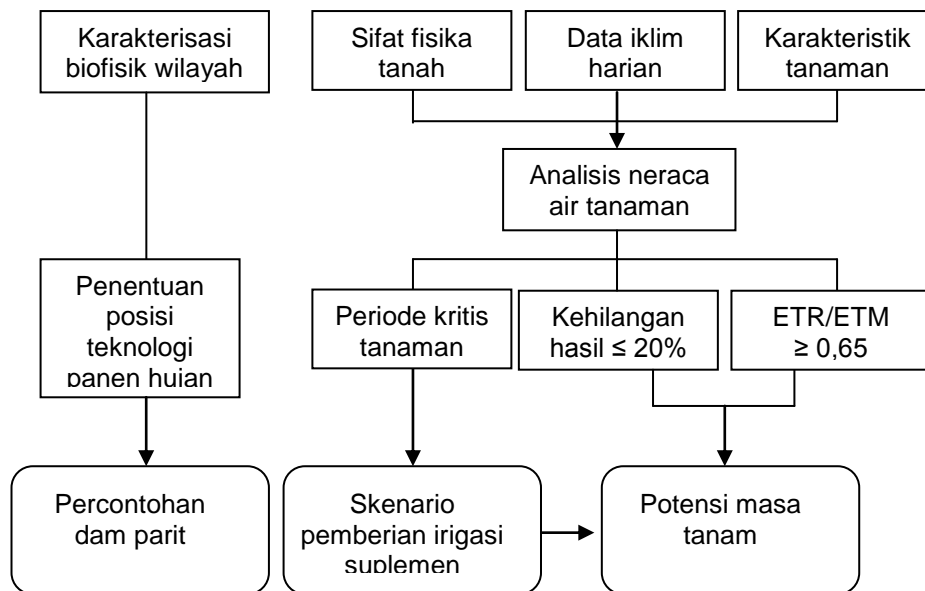 Karakterisasi
biofisik wilayah
Sifat fisika
tanah
Data iklim
harian
Karakteristik
tanaman
Analisis neraca
air tanaman
Penentuan
posisi
teknologi
panen hujan
Periode kritis
tanaman
Kehilangan
hasil ≤ 20%
ETR/ETM
≥ 0,65
Percontohan
dam parit
Skenario
pemberian irigasi
suplemen
Potensi masa
tanam